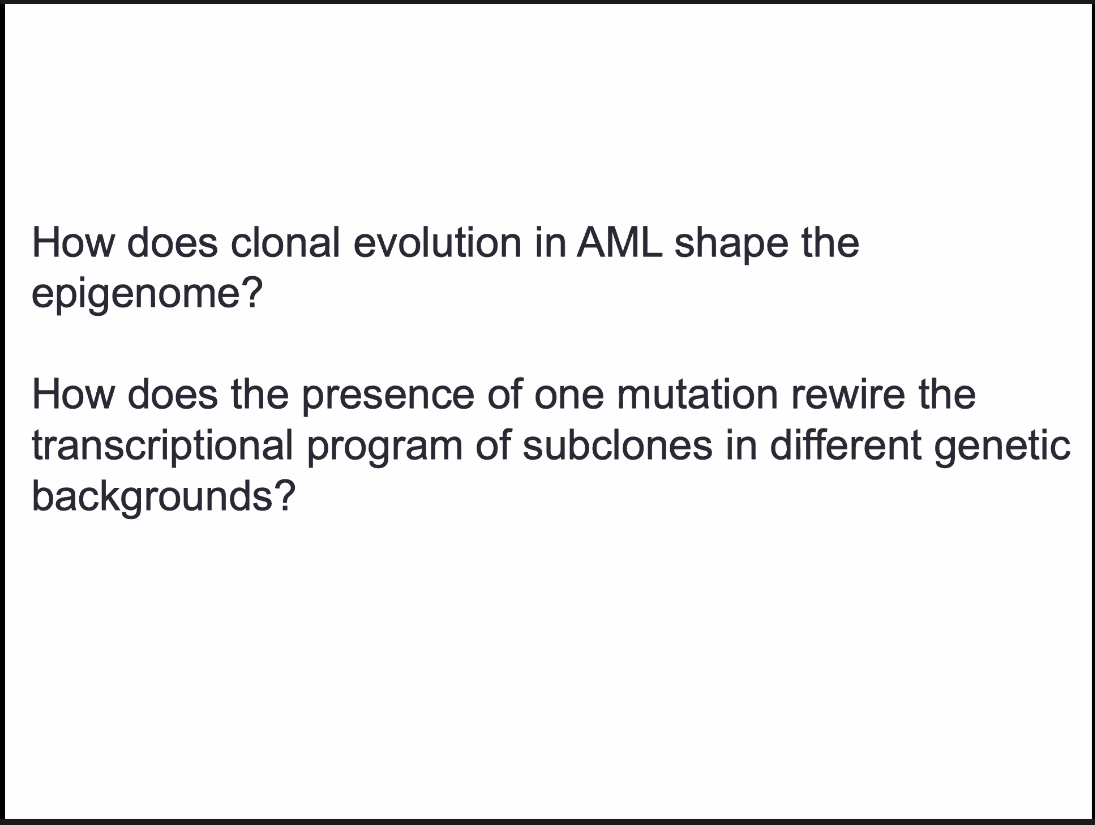 How does clonal evolution in AML shape the
epigenome?
How does the presence of one mutation rewire the
transcriptional program of subclones in different genetic
backgrounds?